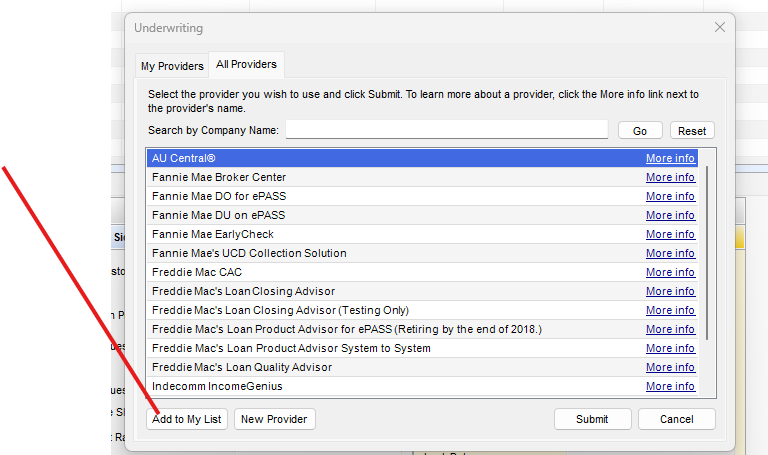 Underwriting
My Providers
All Providers
Select the provider you wish to use and click Submit. To learn more about a provider, click the More info link next to
the provider's name.
Search by Company Name:
Go
Reset
AU Central® More info
Fannie Mae Broker Center More info
Fannie Mae DO for ePASS More info
Fannie Mae DU on ePASS More info
Fannie Mae EarlyCheck More info
Fannie Mae's UCD Collection Solution More info
Freddie Mac CAC More info
Freddie Mac's Loan Closing Advisor More info
Freddie Mac's Loan Closing Advisor (Testing Only) More info
Freddie Mac's Loan Product Advisor for ePASS (Retiring by the end of 2018.) More info
Freddie Mac's Loan Product Advisor System to System More info
Freddie Mac's Loan Quality Advisor More info
Indecomm IncomeGenius More info
Add to My List
New Provider
Submit
Cancel